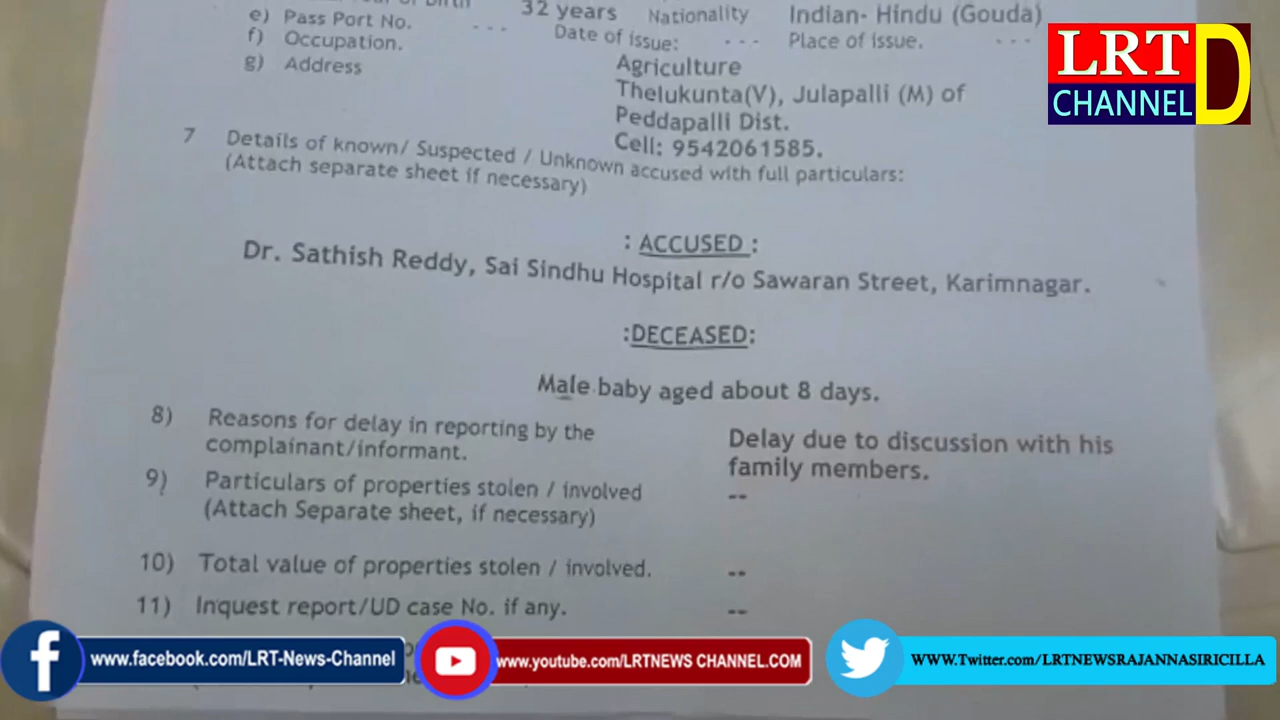 32 years Nationality Indian- Hindu (Gouda)
e) Pass Port No. --- Date of issue: --- Place of issue. ---
f) Occupation. Agriculture
g) Address Thelukunta(V), Julapalli (M) of
Peddapalli Dist.
Cell: 9542061585.
7 Details of known/ Suspected / Unknown accused with full particulars:
(Attach separate sheet if necessary)
: ACCUSED :
Dr. Sathish Reddy, Sai Sindhu Hospital r/o Sawaran Street, Karimnagar.
:DECEASED:
Male baby aged about 8 days.
8) Reasons for delay in reporting by the
complainant/informant.
Delay due to discussion with his
family members.
9) Particulars of properties stolen / involved
(Attach Separate sheet, if necessary)
--
10) Total value of properties stolen / involved. --
11) Inquest report/UD case No. if any. --
LRT D
CHANNEL
www.facebook.com/LRT-News-Channel
www.youtube.com/LRTNEWS CHANNEL.COM
WWW.Twitter.com/LRTNEWSRAJANNASIRICILLA